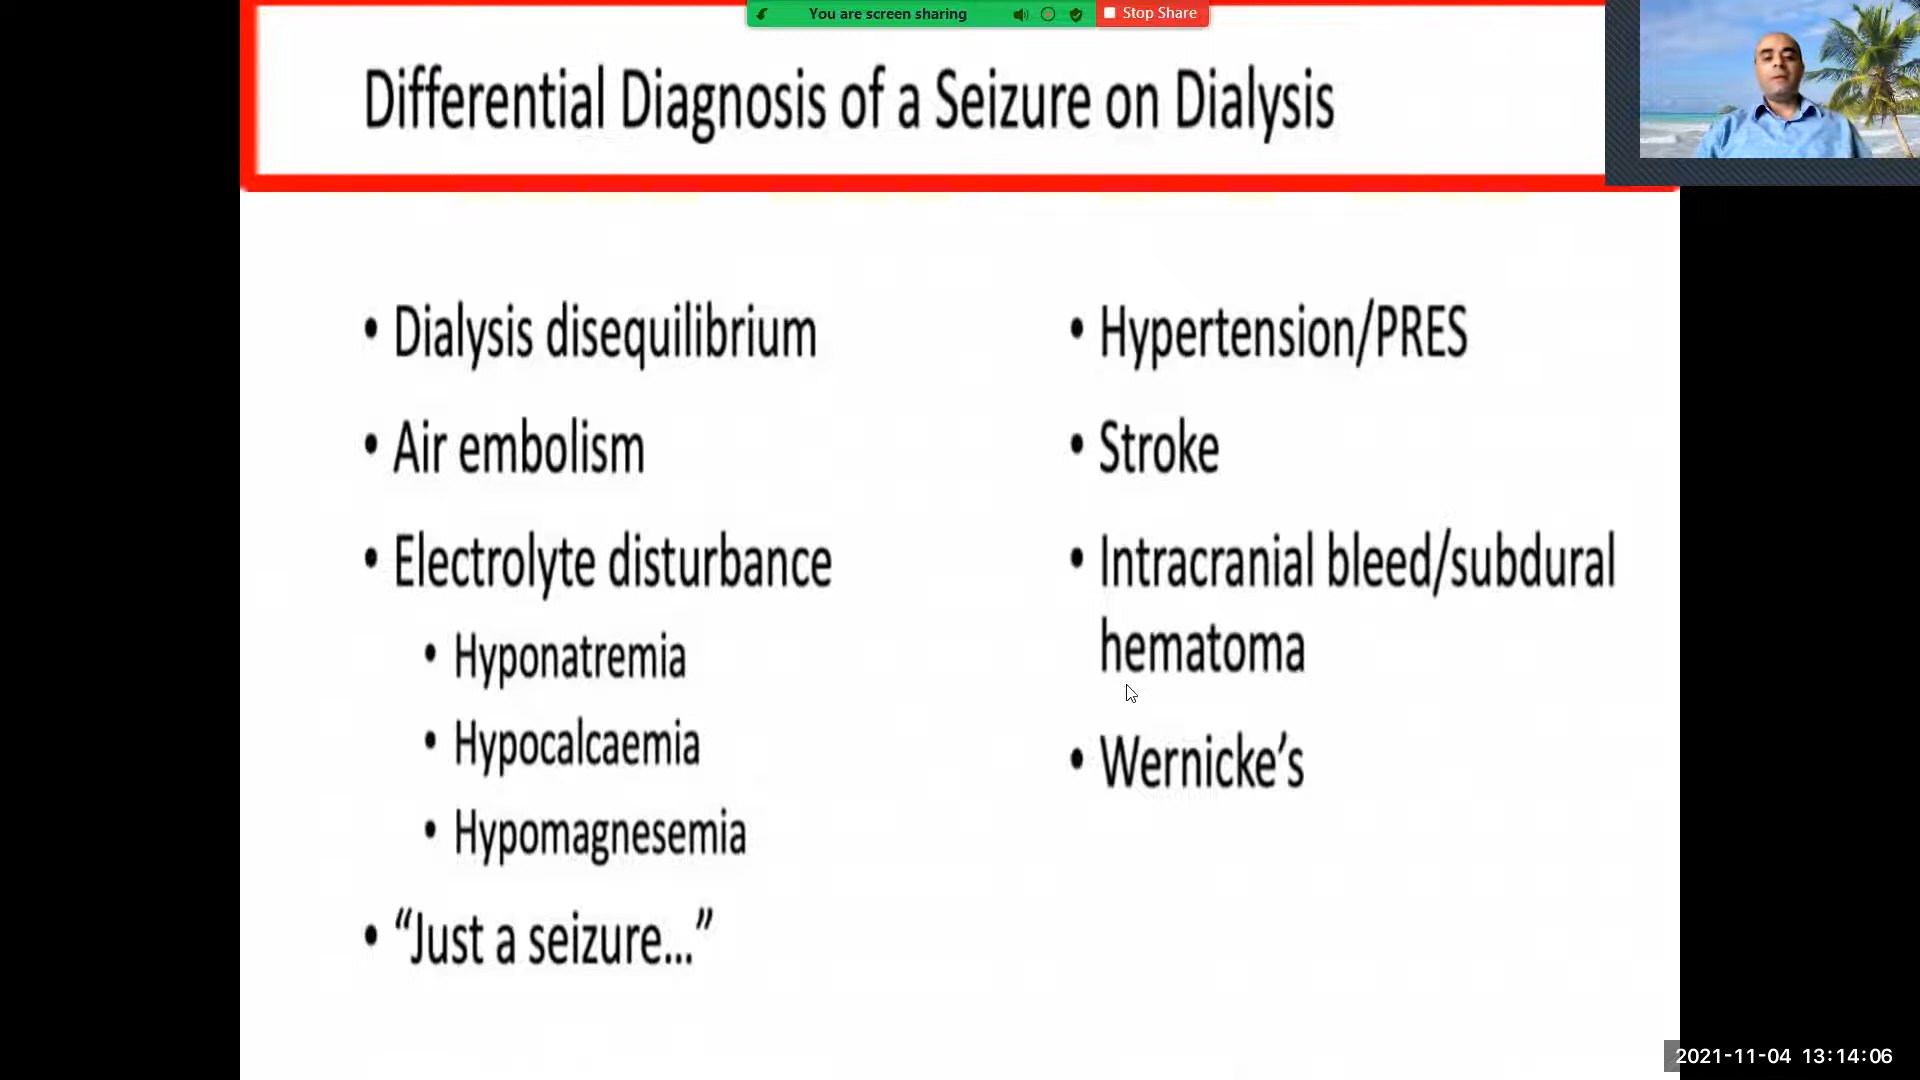 You are screen sharing
Stop Share
Differential Diagnosis of a Seizure on Dialysis
• Dialysis disequilibrium
• Air embolism
• Electrolyte disturbance
• Hyponatremia
• Hypocalcaemia
• Hypomagnesemia
• “Just a seizure...”
• Hypertension/PRES
• Stroke
• Intracranial bleed/subdural
hematoma
• Wernicke’s
2021-11-04 13:14:06